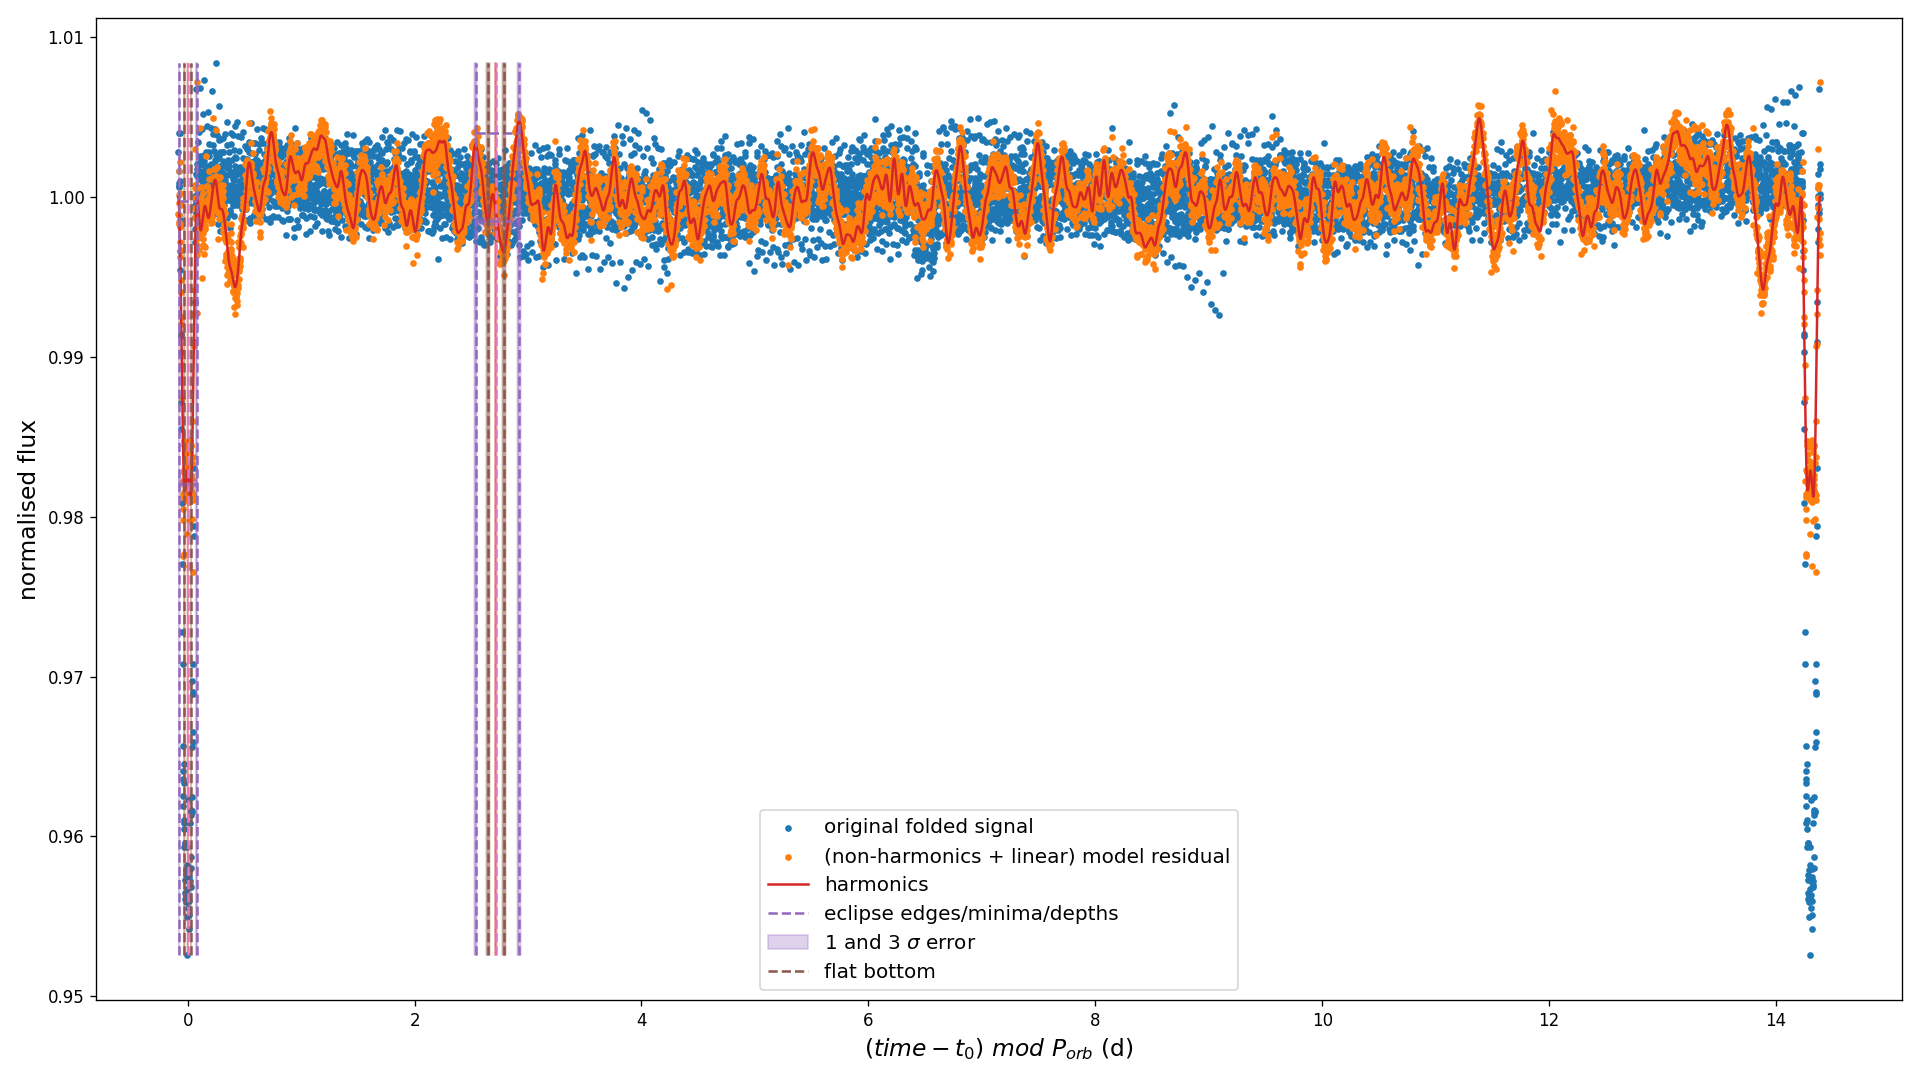 1.01
1.00
0.99
0.98
0.97
0.96
0.95
normalised flux
original folded signal
(non-harmonics + linear) model residual
harmonics
eclipse edges/minima/depths
1 and 3 σ error
flat bottom
0 2 4 6 8 10 12 14
(time − t₀) mod Pₒᵣb (d)